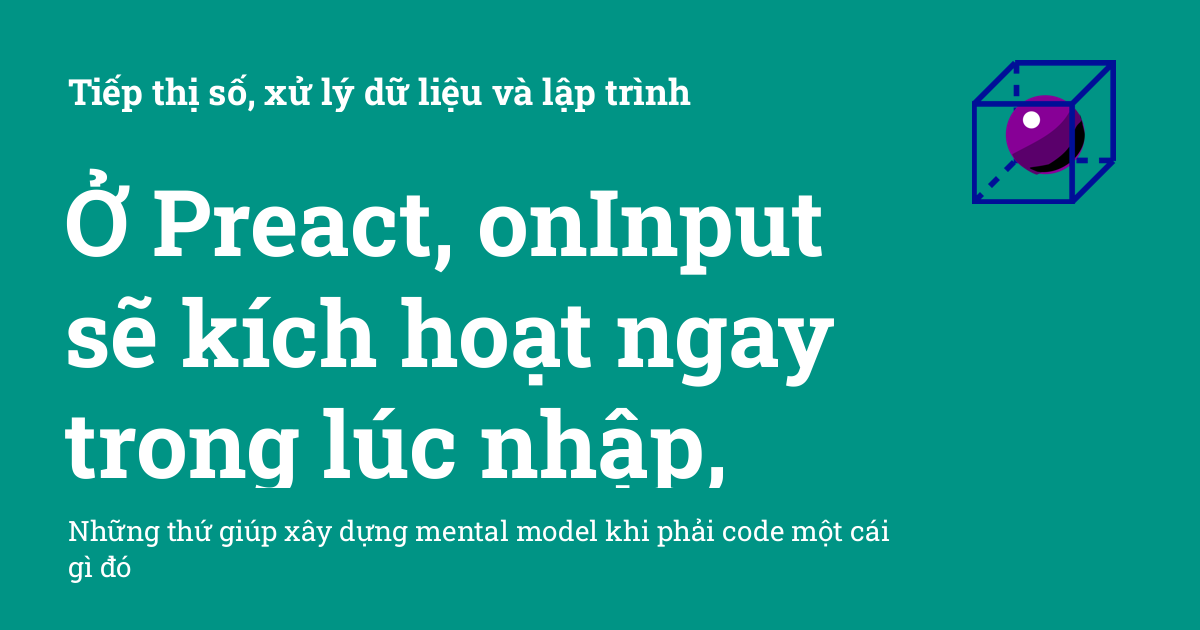 Tiếp thị số, xử lý dữ liệu và lập trình
Ở Preact, onInput
sẽ kích hoạt ngay
trong lúc nhập,
Những thứ giúp xây dựng mental model khi phải code một cái
gì đó